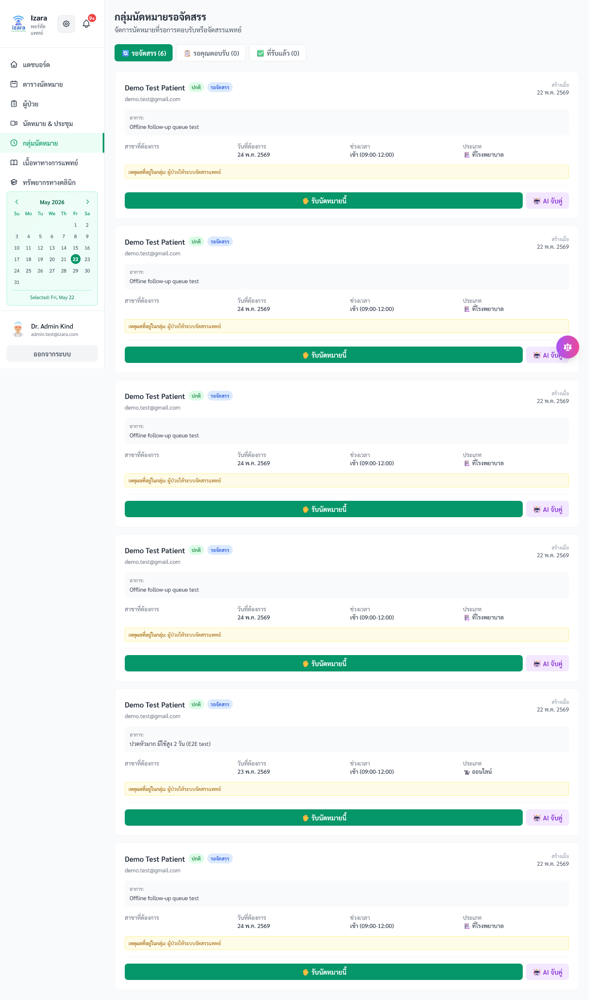 izara
Izara
พอร์ทัล
แพทย์
9+
แดชบอร์ด
ตารางนัดหมาย
ผู้ป่วย
นัดหมาย & ประชุม
กลุ่มนัดหมาย
เนื้อหาทางการแพทย์
ทรัพยากรทางคลินิก
May 2026
Su Mo Tu We Th Fr Sa
1 2
3 4 5 6 7 8 9
10 11 12 13 14 15 16
17 18 19 20 21 22 23
24 25 26 27 28 29 30
31
Selected: Fri, May 22
Dr. Admin Kind
admin.test@izara.com
ออกจากระบบ
กลุ่มนัดหมายรอจัดสรร
จัดการนัดหมายที่รอการตอบรับหรือจัดสรรแพทย์
รอจัดสรร (6) รอคุณตอบรับ (0) ที่รับแล้ว (0)
Demo Test Patient ปกติ รอจัดสรร สร้างเมื่อ
demo.test@gmail.com 22 พ.ค. 2569
อาการ:
Offline follow-up queue test
สาขาที่ต้องการ วันที่ต้องการ ช่วงเวลา ประเภท
24 พ.ค. 2569 เช้า (09:00-12:00) ที่โรงพยาบาล
เหตุผลที่อยู่ในกลุ่ม: ผู้ป่วยให้ระบบจัดสรรแพทย์
รับนัดหมายนี้ AI จับคู่
Demo Test Patient ปกติ รอจัดสรร สร้างเมื่อ
demo.test@gmail.com 22 พ.ค. 2569
อาการ:
Offline follow-up queue test
สาขาที่ต้องการ วันที่ต้องการ ช่วงเวลา ประเภท
24 พ.ค. 2569 เช้า (09:00-12:00) ที่โรงพยาบาล
เหตุผลที่อยู่ในกลุ่ม: ผู้ป่วยให้ระบบจัดสรรแพทย์
รับนัดหมายนี้ AI จับคู่
Demo Test Patient ปกติ รอจัดสรร สร้างเมื่อ
demo.test@gmail.com 22 พ.ค. 2569
อาการ:
Offline follow-up queue test
สาขาที่ต้องการ วันที่ต้องการ ช่วงเวลา ประเภท
24 พ.ค. 2569 เช้า (09:00-12:00) ที่โรงพยาบาล
เหตุผลที่อยู่ในกลุ่ม: ผู้ป่วยให้ระบบจัดสรรแพทย์
รับนัดหมายนี้ AI จับคู่
Demo Test Patient ปกติ รอจัดสรร สร้างเมื่อ
demo.test@gmail.com 22 พ.ค. 2569
อาการ:
Offline follow-up queue test
สาขาที่ต้องการ วันที่ต้องการ ช่วงเวลา ประเภท
24 พ.ค. 2569 เช้า (09:00-12:00) ที่โรงพยาบาล
เหตุผลที่อยู่ในกลุ่ม: ผู้ป่วยให้ระบบจัดสรรแพทย์
รับนัดหมายนี้ AI จับคู่
Demo Test Patient ปกติ รอจัดสรร สร้างเมื่อ
demo.test@gmail.com 22 พ.ค. 2569
อาการ:
ปวดหัวมาก มีไข้สูง 2 วัน (E2E test)
สาขาที่ต้องการ วันที่ต้องการ ช่วงเวลา ประเภท
23 พ.ค. 2569 เช้า (09:00-12:00) ออนไลน์
เหตุผลที่อยู่ในกลุ่ม: ผู้ป่วยให้ระบบจัดสรรแพทย์
รับนัดหมายนี้ AI จับคู่
Demo Test Patient ปกติ รอจัดสรร สร้างเมื่อ
demo.test@gmail.com 22 พ.ค. 2569
อาการ:
Offline follow-up queue test
สาขาที่ต้องการ วันที่ต้องการ ช่วงเวลา ประเภท
24 พ.ค. 2569 เช้า (09:00-12:00) ที่โรงพยาบาล
เหตุผลที่อยู่ในกลุ่ม: ผู้ป่วยให้ระบบจัดสรรแพทย์
รับนัดหมายนี้ AI จับคู่